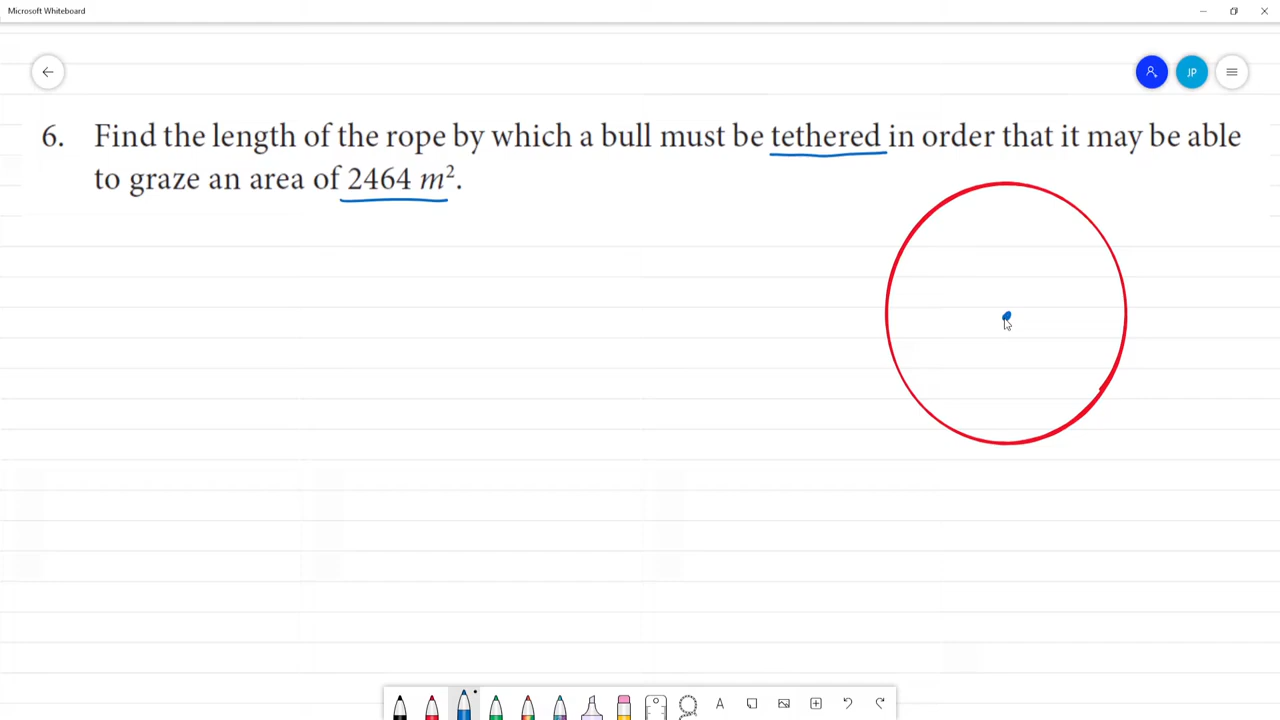 Microsoft Whiteboard
JP
6. Find the length of the rope by which a bull must be tethered in order that it may be able
to graze an area of 2464 m².
A